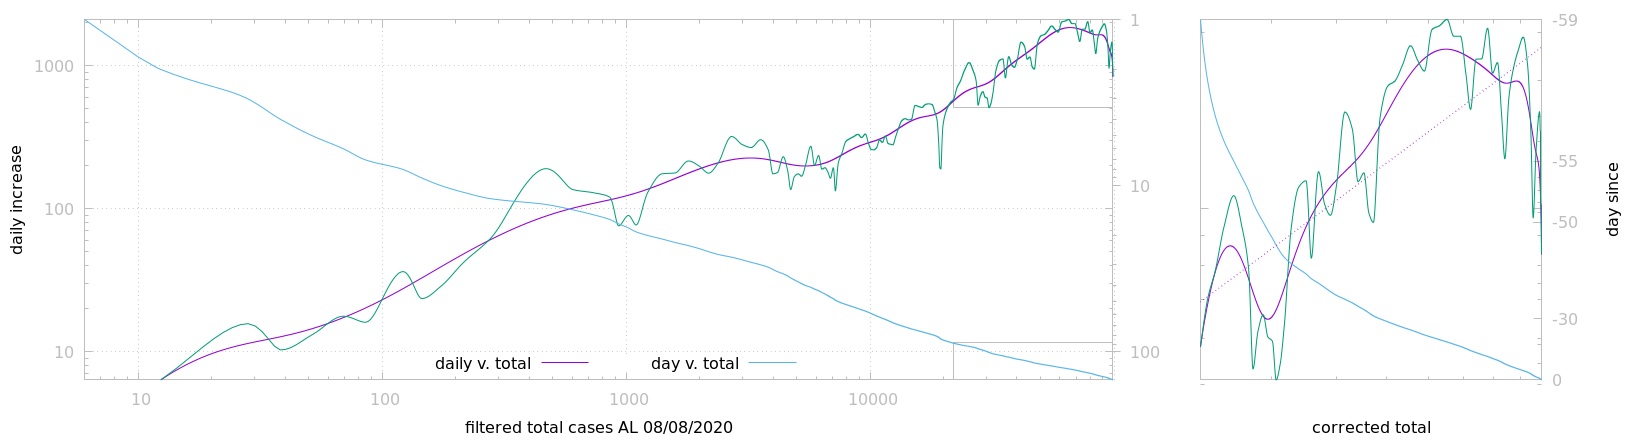 1000
100
10
daily increase
10
100
1000
10000
filtered total cases AL 08/08/2020
daily v. total
day v. total
1
10
100
-59
-55
-50
-30
0
day since
corrected total